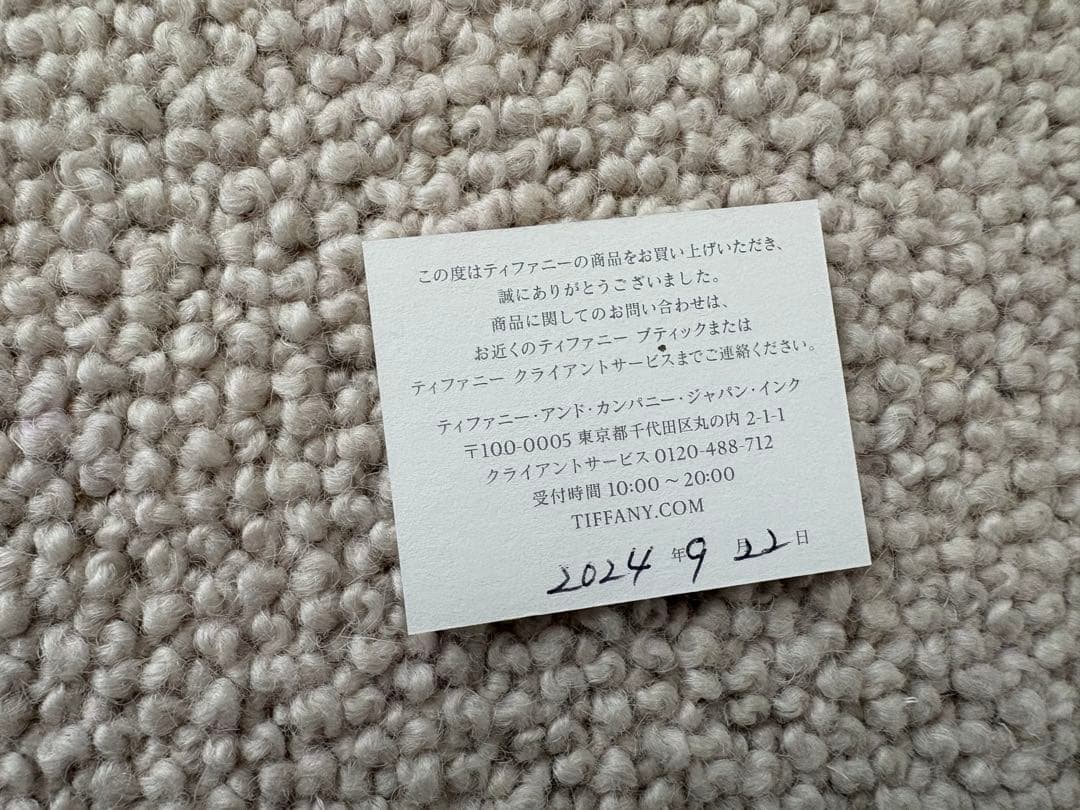 この度はティファニーの商品をお買い上げいただき、
誠にありがとうございました。
商品に関してのお問い合わせは、
お近くのティファニー ブティックまたは
ティファニー クライアントサービスまでご連絡ください。
ティファニー・アンド・カンパニー・ジャパン・インク
〒100-0005 東京都千代田区丸の内 2-1-1
クライアントサービス 0120-488-712
受付時間 10:00 〜 20:00
TIFFANY.COM
2024 年 9 月 22 日